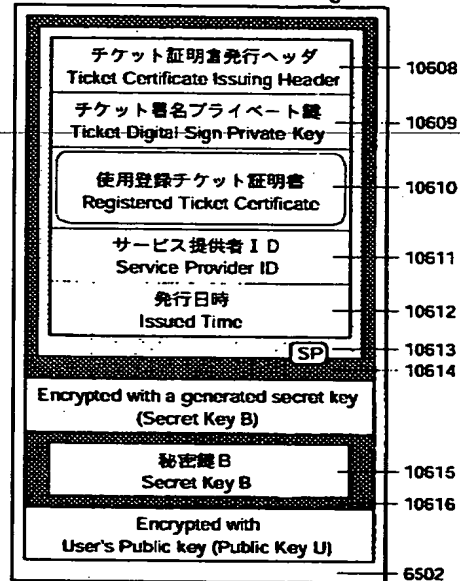 チケット証明書発行ヘッダ
Ticket Certificate Issuing Header
10608
チケット署名プライベート鍵
Ticket Digital Sign Private Key
10609
使用登録チケット証明書
Registered Ticket Certificate
10610
サービス提供者ID
Service Provider ID
10611
発行日時
Issued Time
10612
SP
10613
10614
Encrypted with a generated secret key
(Secret Key B)
秘密鍵B
Secret Key B
10615
10616
Encrypted with
User's Public key (Public Key U)
6502